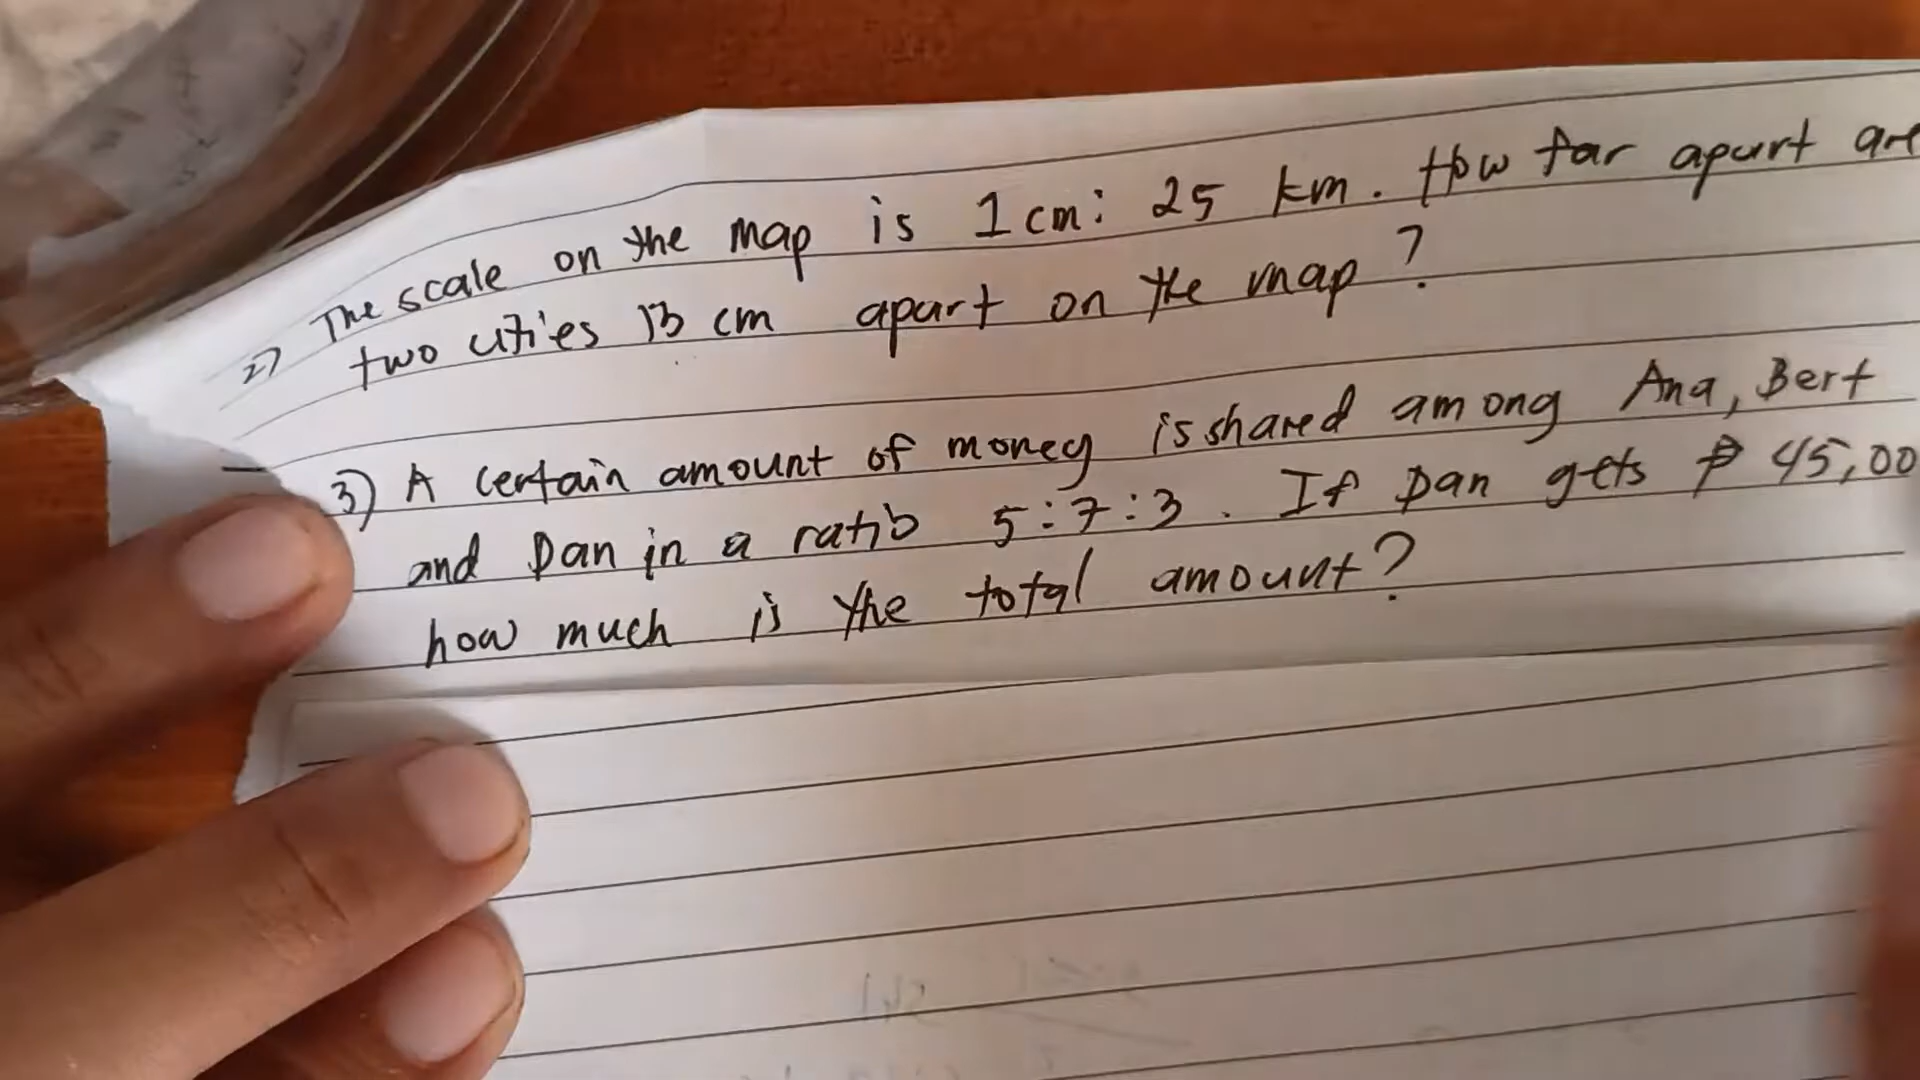 2) The scale on the map is 1 cm: 25 km. How far apart are
two cities 13 cm apart on the map?
3) A certain amount of money is shared among Ana, Bert
and Dan in a ratio 5:7:3. If Dan gets ₱ 45,00
how much is the total amount?